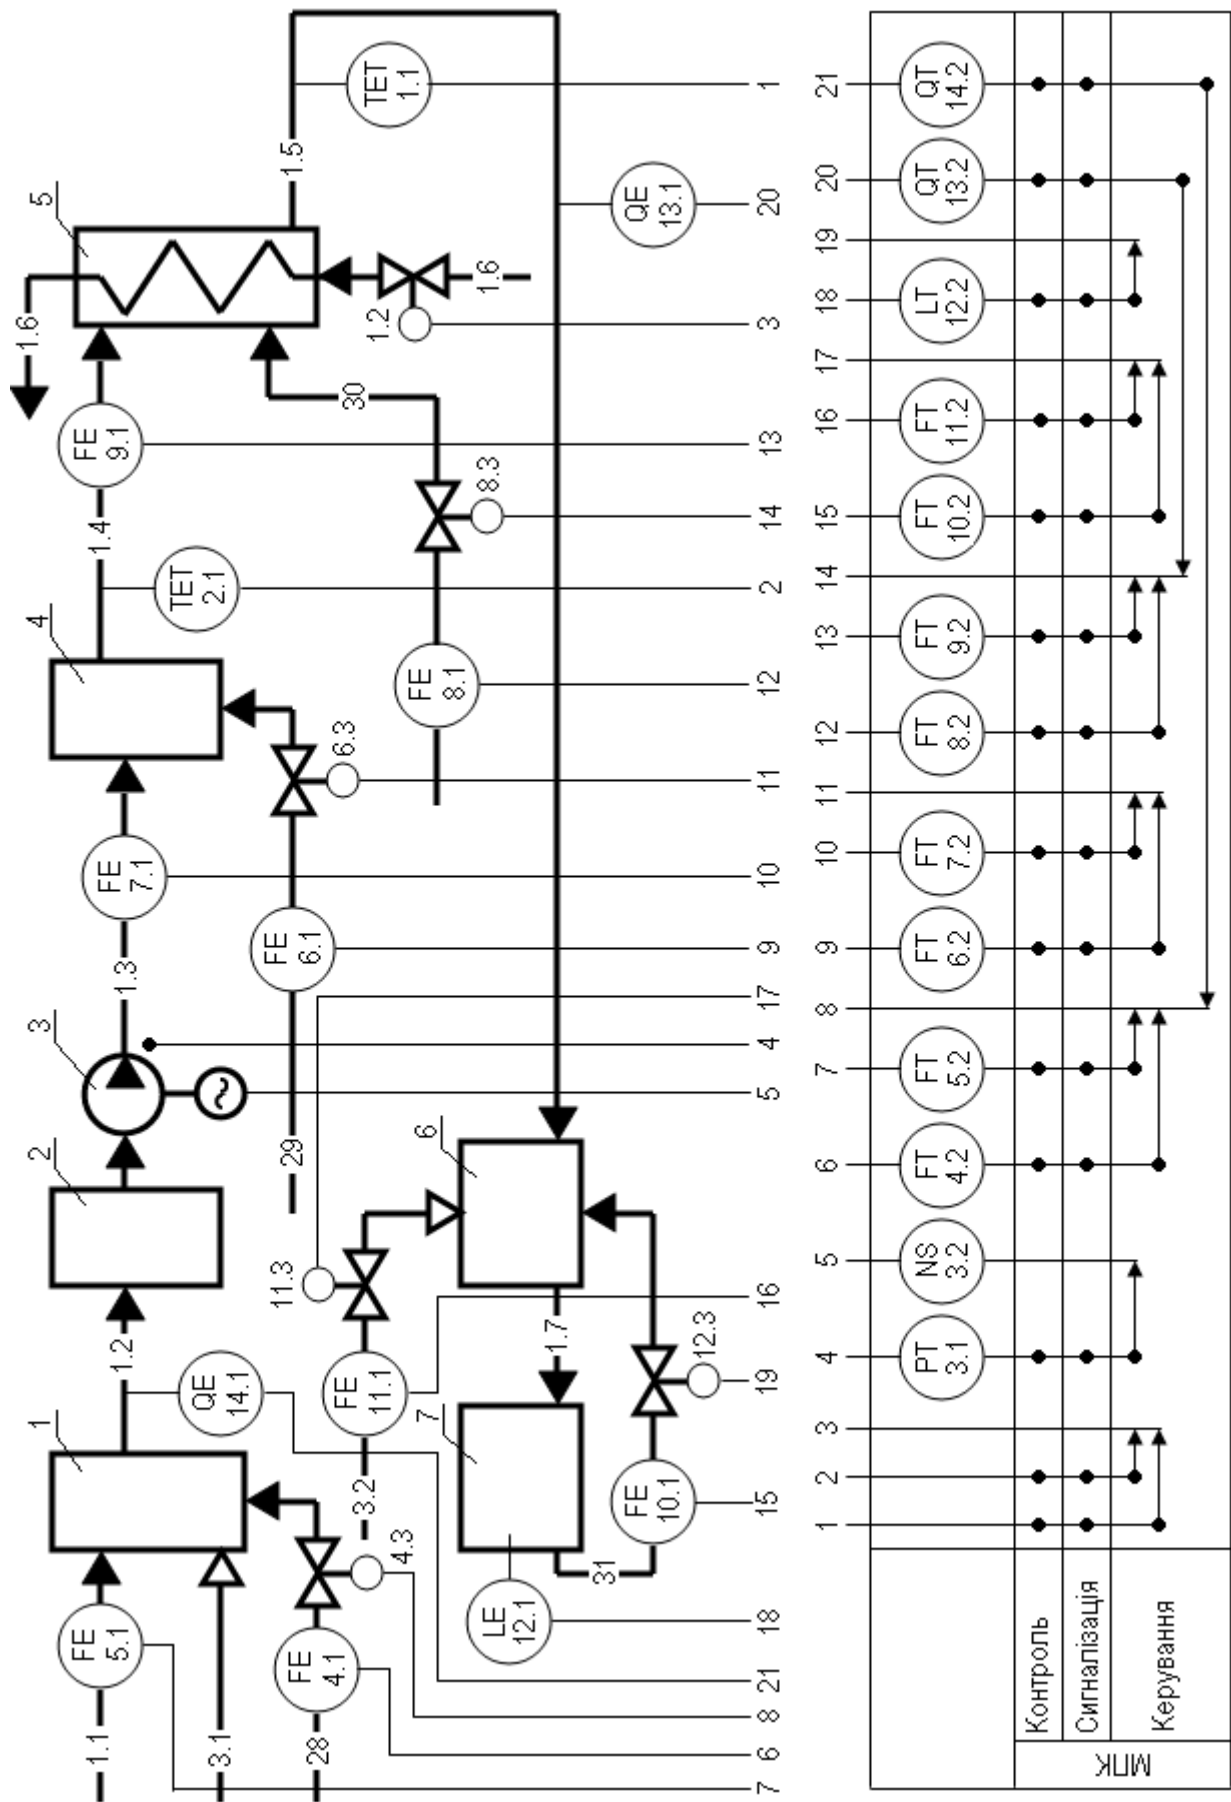 1
2
3
4
5
1.6
1.1
FE
5.1
1.2
1.3
FE
7.1
1.4
FE
9.1
3.1
QE
14.1
TET
2.1
28
FE
4.1
4.3
29
FE
6.1
6.3
1.5
3.2
FE
11.1
11.3
30
1.2
TET
1.1
FE
8.1
8.3
1.6
7
6
LE
12.1
1.7
31
FE
10.1
12.3
QE
13.1
7 6 8 21 18 15 19 16 5 4 17 9 10 11 12 2 14 13 3 20 1
1 2 3 4 5 6 7 8 9 10 11 12 13 14 15 16 17 18 19 20 21
PT
3.1
NS
3.2
FT
4.2
FT
5.2
FT
6.2
FT
7.2
FT
8.2
FT
9.2
FT
10.2
FT
11.2
LT
12.2
QT
13.2
QT
14.2
МПК
Контроль
Сигналізація
Керування